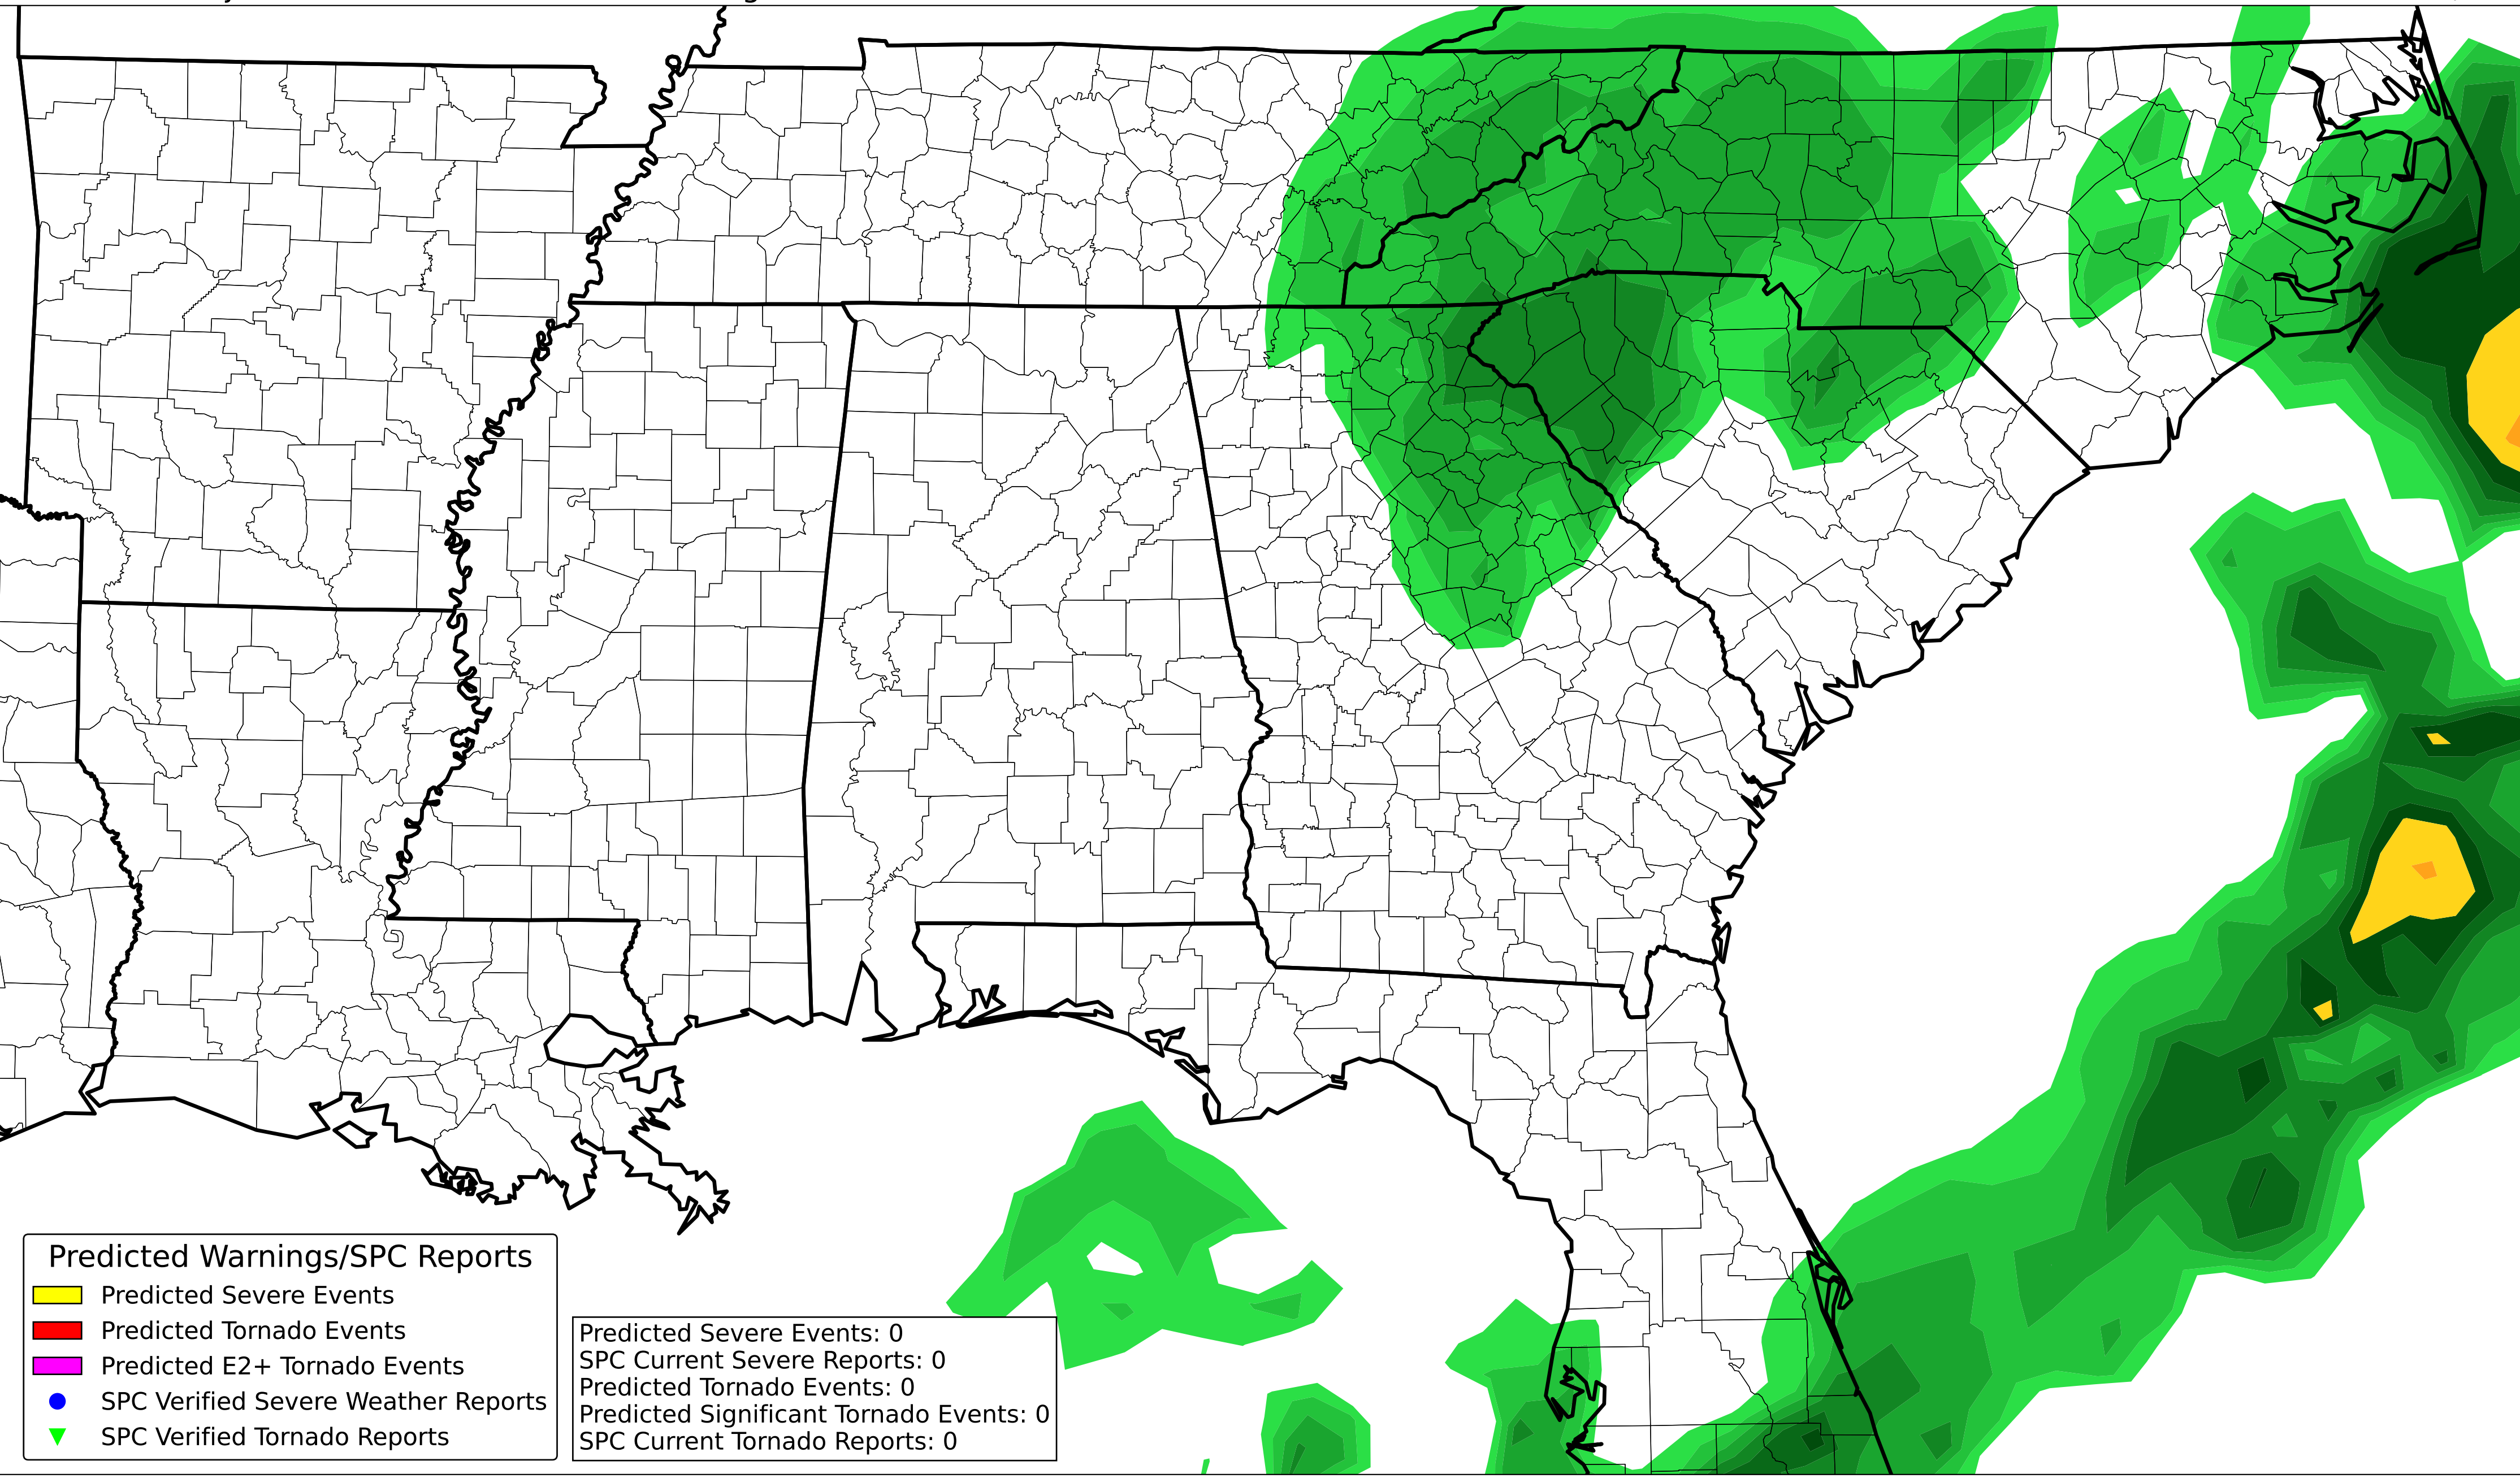 Predicted Warnings/SPC Reports
Predicted Severe Events
Predicted Tornado Events
Predicted E2+ Tornado Events
SPC Verified Severe Weather Reports
SPC Verified Tornado Reports
Predicted Severe Events: 0
SPC Current Severe Reports: 0
Predicted Tornado Events: 0
Predicted Significant Tornado Events: 0
SPC Current Tornado Reports: 0